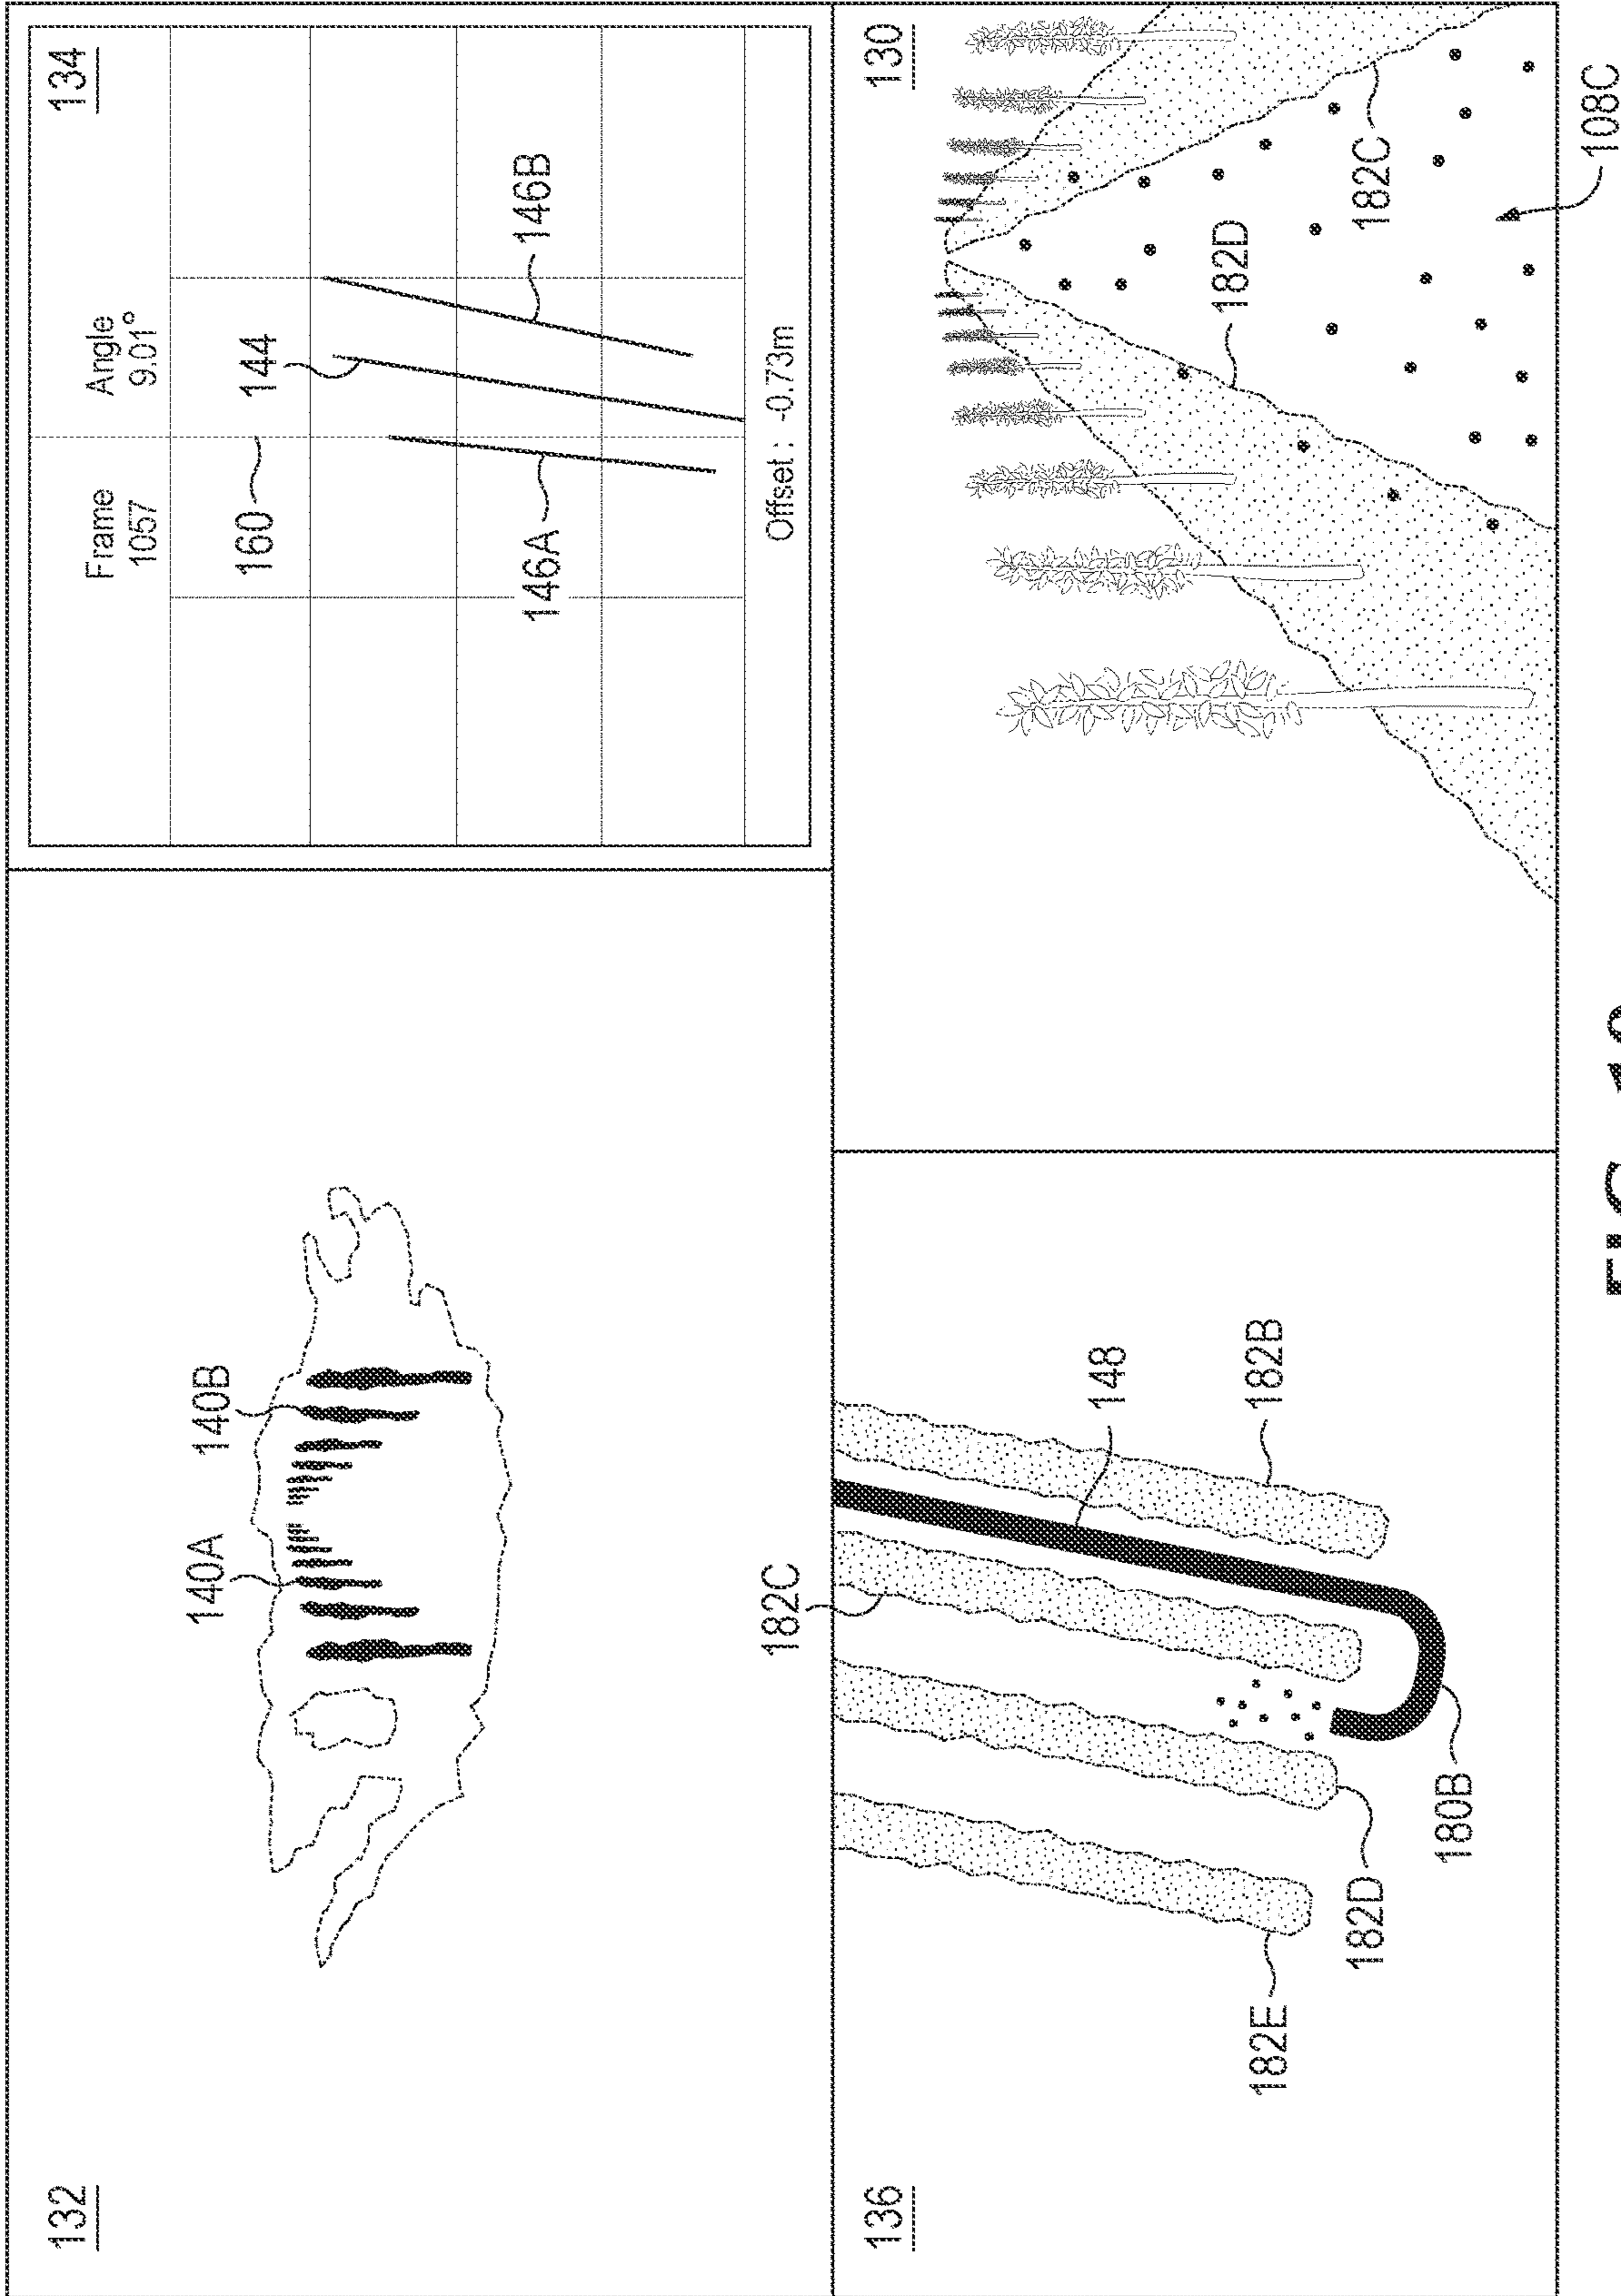 132
140A
140B
134
Frame
1057
Angle
9.01°
160
144
146A
146B
Offset : -0.73m
136
182C
148
182B
182E
182D
180B
130
182D
182C
108C